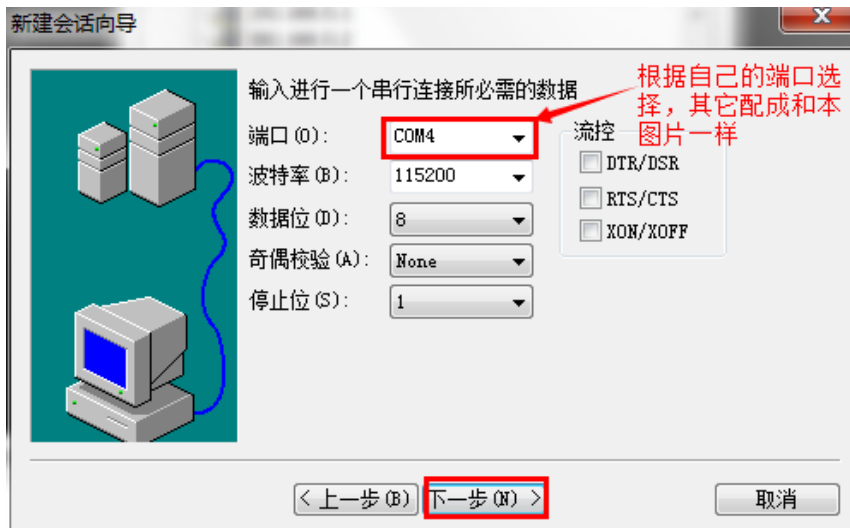 新建会话向导
输入进行一个串行连接所必需的数据
根据自己的端口选
择，其它配成和本
图片一样
端口(O)：
COM4
波特率(B)：
115200
数据位(D)：
8
奇偶校验(A)：
None
停止位(S)：
1
流控
DTR/DSR
RTS/CTS
XON/XOFF
< 上一步(B)
下一步(N) >
取消